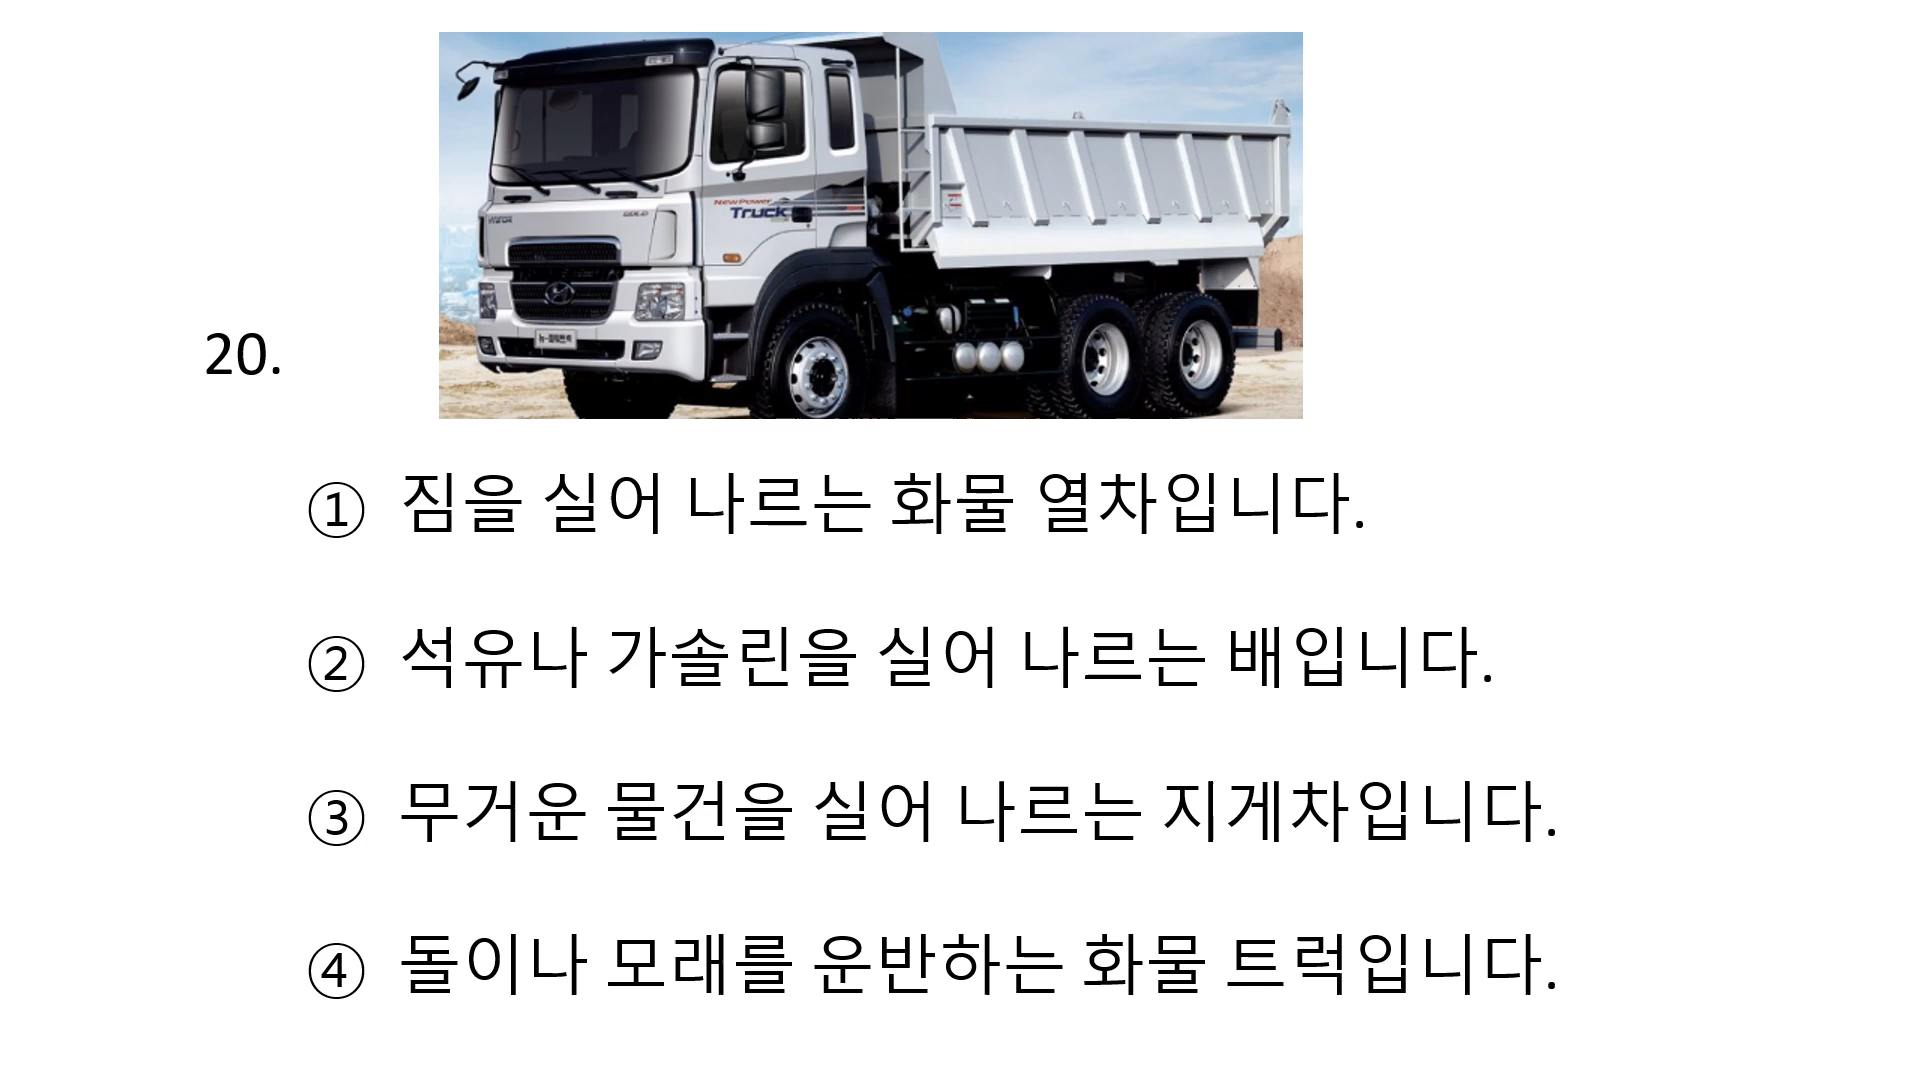 New Power
Truck
GOLD
20.
① 짐을 실어 나르는 화물 열차입니다.
② 석유나 가솔린을 실어 나르는 배입니다.
③ 무거운 물건을 실어 나르는 지게차입니다.
④ 돌이나 모래를 운반하는 화물 트럭입니다.